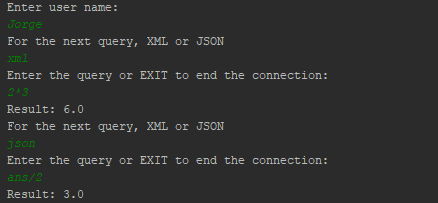 Enter user name:
Jorge
For the next query, XML or JSON
xml
Enter the query or EXIT to end the connection:
2*3
Result: 6.0
For the next query, XML or JSON
json
Enter the query or EXIT to end the connection:
ans/2
Result: 3.0